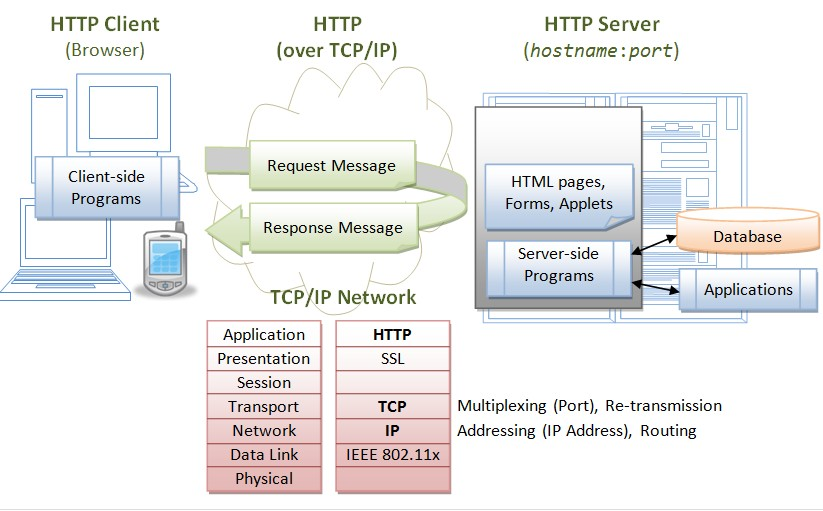 HTTP Client
(Browser)
HTTP
(over TCP/IP)
HTTP Server
(hostname:port)
Client-side
Programs
Request Message
Response Message
HTML pages,
Forms, Applets
Server-side
Programs
Database
Applications
TCP/IP Network
Application HTTP
Presentation SSL
Session
Transport TCP Multiplexing (Port), Re-transmission
Network IP Addressing (IP Address), Routing
Data Link IEEE 802.11x
Physical